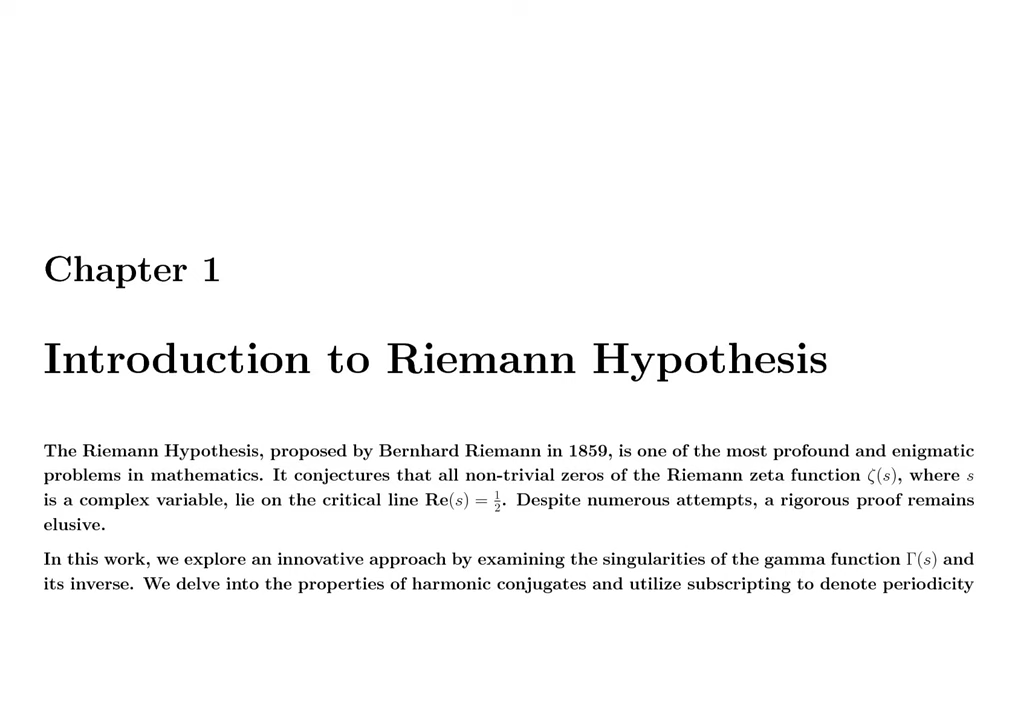 Chapter 1
Introduction to Riemann Hypothesis
The Riemann Hypothesis, proposed by Bernhard Riemann in 1859, is one of the most profound and enigmatic
problems in mathematics. It conjectures that all non-trivial zeros of the Riemann zeta function ζ(s), where s
is a complex variable, lie on the critical line Re(s) = 1/2. Despite numerous attempts, a rigorous proof remains
elusive.
In this work, we explore an innovative approach by examining the singularities of the gamma function Γ(s) and
its inverse. We delve into the properties of harmonic conjugates and utilize subscripting to denote periodicity